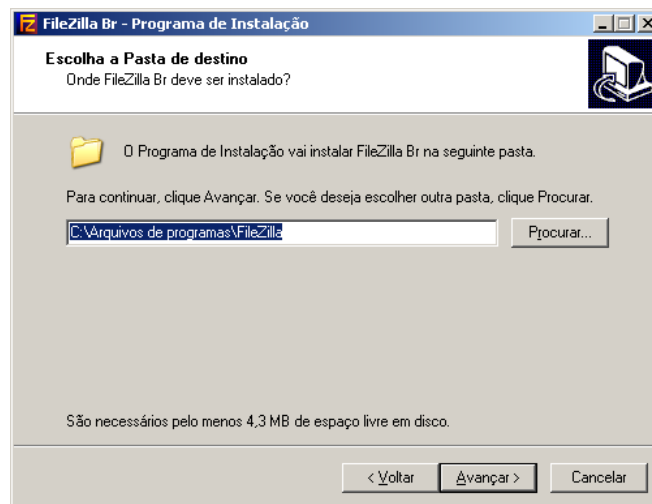 FileZilla Br - Programa de Instalação
Escolha a Pasta de destino
Onde FileZilla Br deve ser instalado?
O Programa de Instalação vai instalar FileZilla Br na seguinte pasta.
Para continuar, clique Avançar. Se você deseja escolher outra pasta, clique Procurar.
C:\Arquivos de programas\FileZilla
Procurar...
São necessários pelo menos 4,3 MB de espaço livre em disco.
< Voltar
Avançar >
Cancelar